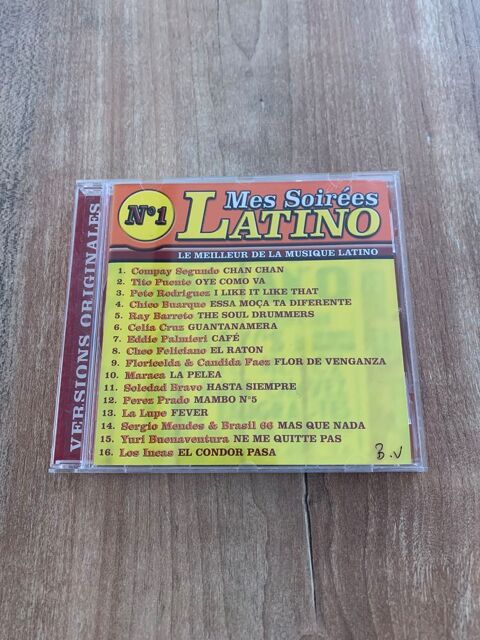 VERSIONS ORIGINALES
N°1
Mes Soirées
LATINO
LE MEILLEUR DE LA MUSIQUE LATINO
1. Compay Segundo CHAN CHAN
2. Tito Puente OYE COMO VA
3. Pete Rodriguez I LIKE IT LIKE THAT
4. Chico Buarque ESSA MOÇA TA DIFERENTE
5. Ray Barreto THE SOUL DRUMMERS
6. Celia Cruz GUANTANAMERA
7. Eddie Palmieri CAFÉ
8. Cheo Feliciano EL RATON
9. Floricelda & Candida Faez FLOR DE VENGANZA
10. Maraca LA PELEA
11. Soledad Bravo HASTA SIEMPRE
12. Perez Prado MAMBO N°5
13. La Lupe FEVER
14. Sergio Mendes & Brasil 66 MAS QUE NADA
15. Yuri Buenaventura NE ME QUITTE PAS
16. Los Incas EL CONDOR PASA
B.V